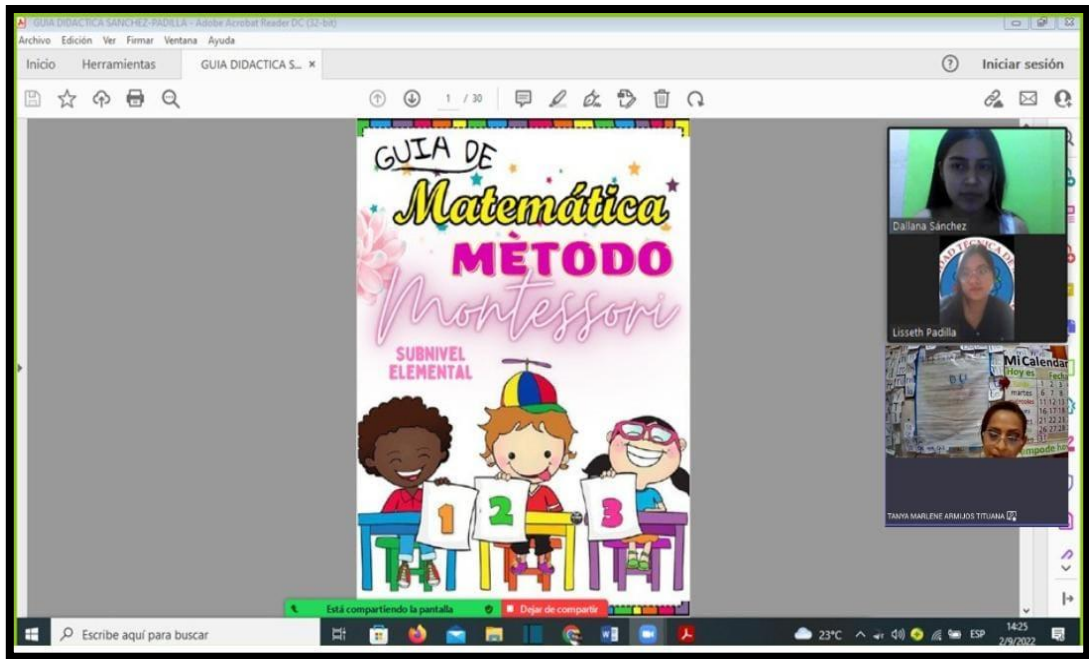 GUIA DIDACTICA SANCHEZ-PADILLA - Adobe Acrobat Reader DC (32-bit)
Archivo Edición Ver Firmar Ventana Ayuda
Inicio Herramientas GUIA DIDACTICA S... ×
Iniciar sesión
1 / 30
GUIA DE
Matemática
MÈTODO
Montessori
SUBNIVEL
ELEMENTAL
1 2 3
Dallana Sánchez
Lisseth Padilla
Mi Calendar
Hoy es Fecha
martes
TANYA MARLENE ARMIJOS TITUANA
Está compartiendo la pantalla Dejar de compartir
Escribe aquí para buscar
23°C ESP
14:25
2/9/2022